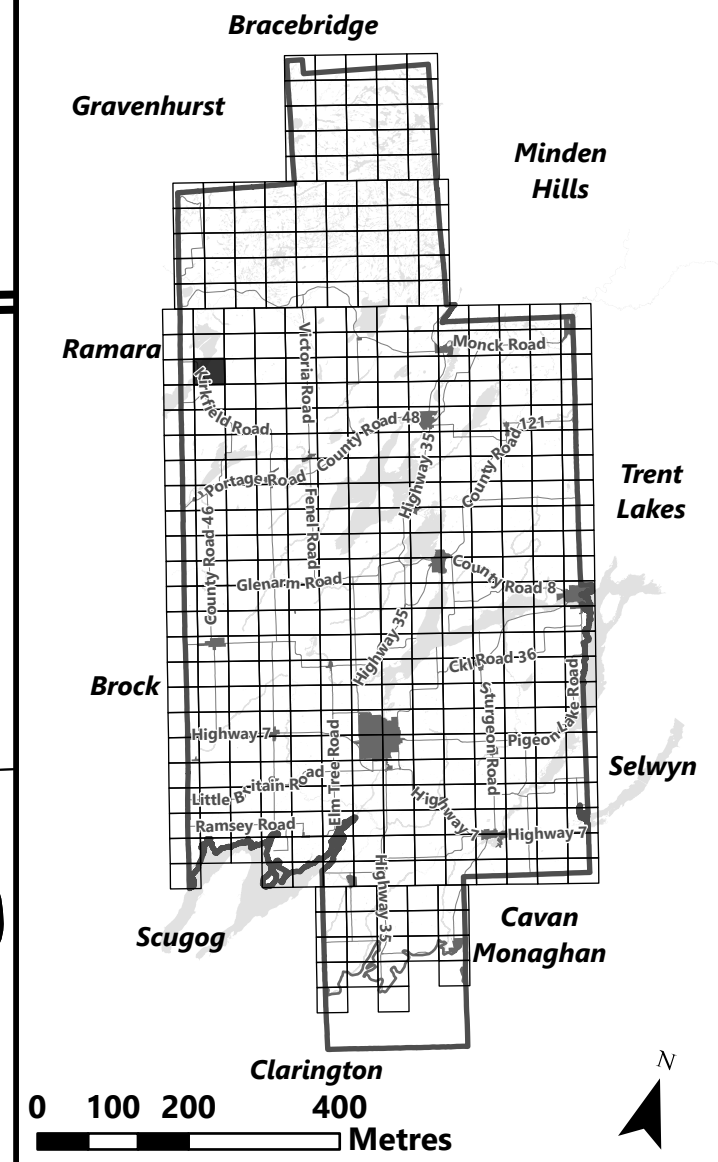 Bracebridge
Gravenhurst
Minden
Hills
Ramara
Monck Road
Victoria Road
Kirkfield Road
County Road 48
121
County Road
Highway 35
Portage Road
Trent
Lakes
Fenel Road
County Road 46
Glenarm Road
County Road 8
Highway 35
Ckl Road 36
Brock
Sturgeon Road
Pigeon Lake Road
Highway 7
Elm Tree Road
Selwyn
Little Britain Road
Highway 7
Ramsey Road
Highway 7
Highway 35
Scugog
Cavan
Monaghan
Clarington
N
0 100 200 400
Metres